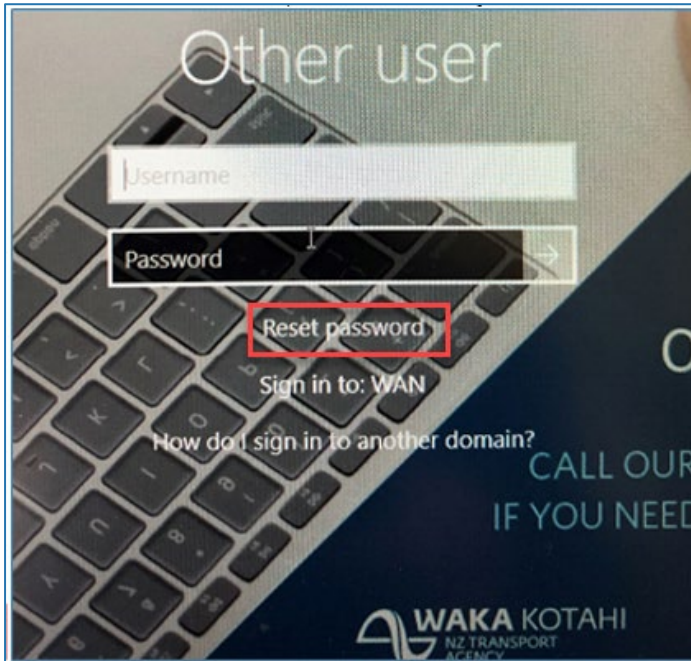 Other user
Username
Password
Reset password
Sign in to: WAN
How do I sign in to another domain?
CALL OUR
IF YOU NEED
WAKA KOTAHI
NZ TRANSPORT
AGENCY